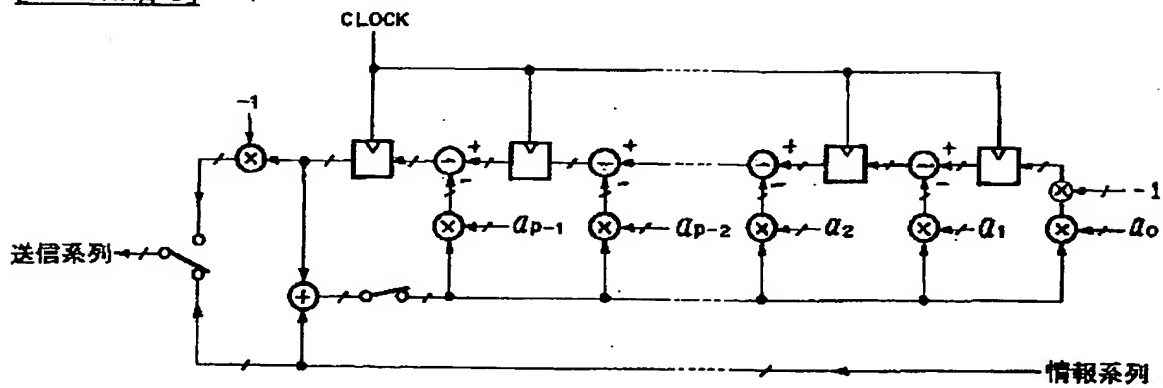 CLOCK
-1
+ + + +
- - - -
-1
a_{p-1} a_{p-2} a_2 a_1 a_0
送信系列
情報系列